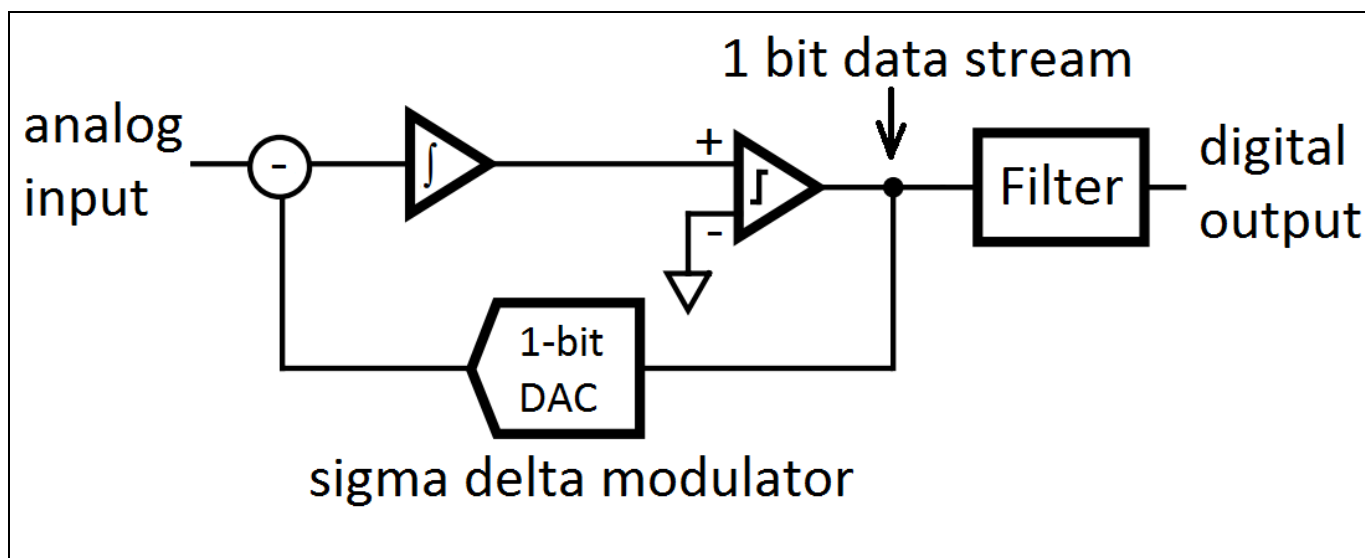 1 bit data stream
analog
input
-
∫
+
-
Filter
digital
output
1-bit
DAC
sigma delta modulator